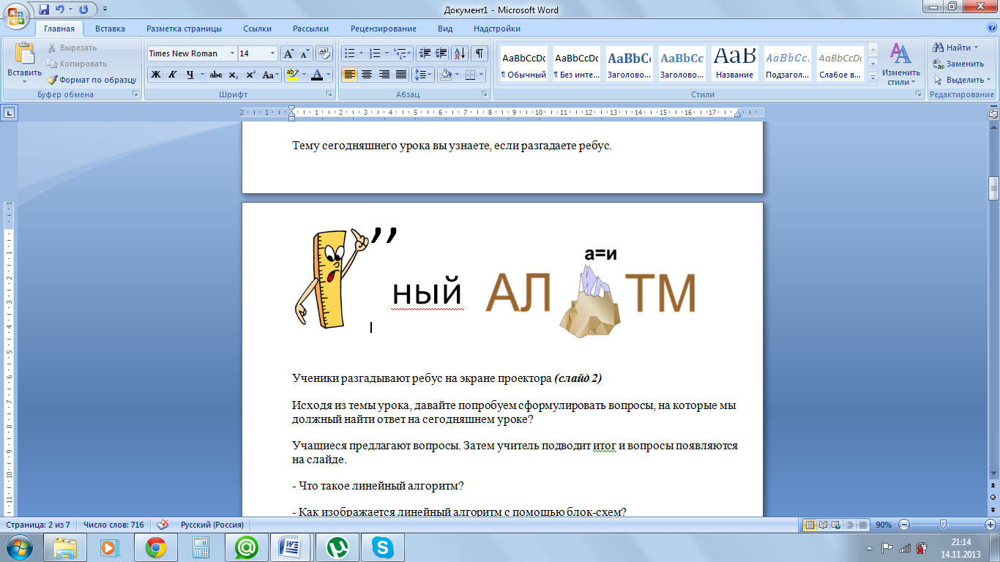 Документ1 - Microsoft Word
Главная Вставка Разметка страницы Ссылки Рассылки Рецензирование Вид Надстройки
Вставить
Вырезать
Копировать
Формат по образцу
Буфер обмена
Times New Roman 14
Ж К Ч abc x₂ x² Aa
Шрифт
Абзац
AaBbCcDc AaBbCcDc AaBbCc AaBbCc AaB AaBbCc. AaBbCcDc
¶ Обычный ¶ Без инте... Заголово... Заголово... Название Подзагол... Слабое в...
Изменить стили
Стили
Найти
Заменить
Выделить
Редактирование
2 1 1 2 3 4 5 6 7 8 9 10 11 12 13 14 15 16 17
Тему сегодняшнего урока вы узнаете, если разгадаете ребус.
,,
а=и
ный АЛ ТМ
Ученики разгадывают ребус на экране проектора (слайд 2)
Исходя из темы урока, давайте попробуем сформулировать вопросы, на которые мы
должный найти ответ на сегодняшнем уроке?
Учащиеся предлагают вопросы. Затем учитель подводит итог и вопросы появляются
на слайде.
- Что такое линейный алгоритм?
- Как изображается линейный алгоритм с помощью блок-схем?
Страница: 2 из 7 Число слов: 716 Русский (Россия) 90%
21:14
14.11.2013